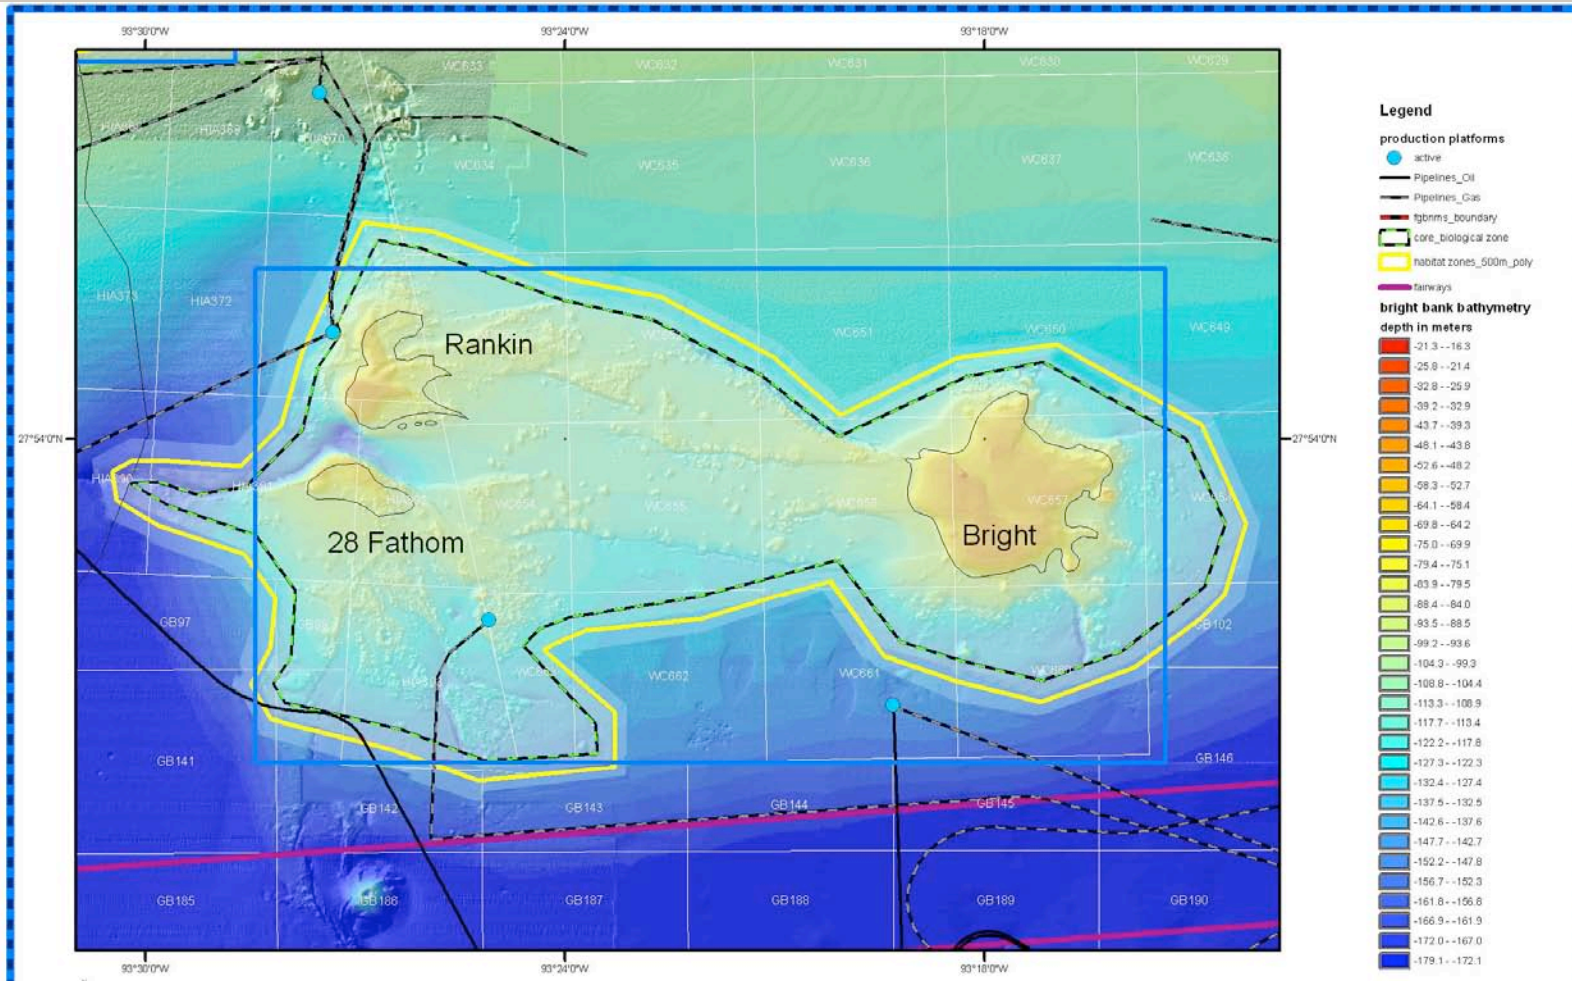 93°30'0"W 93°24'0"W 93°18'0"W
WC633 WC632 WC631 WC630 WC629
HIA369
WC634 WC635 WC636 WC637 WC638
HIA373 HIA372 WC651 WC650 WC649
Rankin
27°54'0"N 27°54'0"N
WC655 WC657
28 Fathom
Bright
GB97 GB102
WC662 WC661
GB141 GB146
GB142 GB143 GB144 GB145
GB185 GB186 GB187 GB188 GB189 GB190
93°30'0"W 93°24'0"W 93°18'0"W
Legend
production platforms
active
Pipelines_Oil
Pipelines_Gas
fgbnms_boundary
core_biological zone
habitat zones_500m_poly
fairways
bright bank bathymetry
depth in meters
-21.3 - -16.3
-25.8 - -21.4
-32.8 - -25.9
-39.2 - -32.9
-43.7 - -39.3
-48.1 - -43.8
-52.6 - -48.2
-58.3 - -52.7
-64.1 - -58.4
-69.8 - -64.2
-75.0 - -69.9
-79.4 - -75.1
-83.9 - -79.5
-88.4 - -84.0
-93.5 - -88.5
-99.2 - -93.6
-104.3 - -99.3
-108.8 - -104.4
-113.3 - -108.9
-117.7 - -113.4
-122.2 - -117.8
-127.3 - -122.3
-132.4 - -127.4
-137.5 - -132.5
-142.6 - -137.6
-147.7 - -142.7
-152.2 - -147.8
-156.7 - -152.3
-161.8 - -156.8
-166.9 - -161.9
-172.0 - -167.0
-179.1 - -172.1